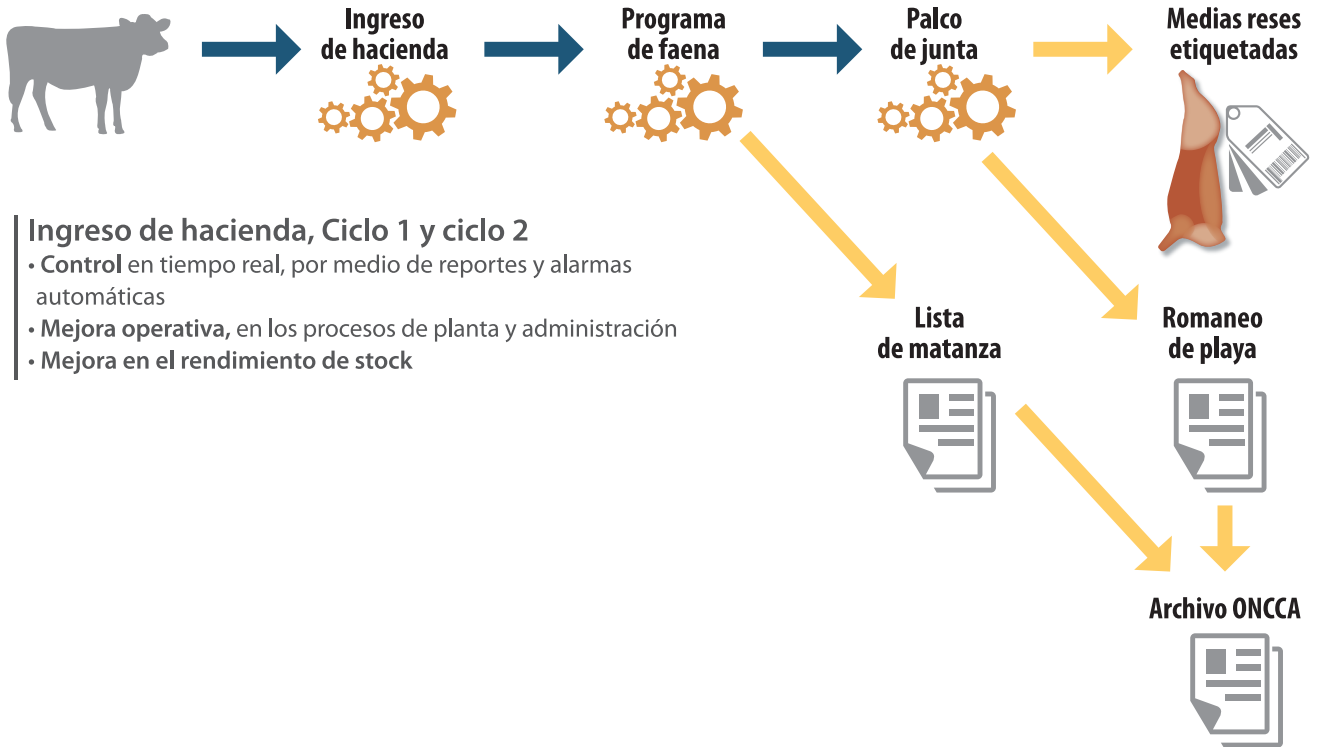 Ingreso
de hacienda
Programa
de faena
Palco
de junta
Medias reses
etiquetadas
Ingreso de hacienda, Ciclo 1 y ciclo 2
• Control en tiempo real, por medio de reportes y alarmas
automáticas
• Mejora operativa, en los procesos de planta y administración
• Mejora en el rendimiento de stock
Lista
de matanza
Romaneo
de playa
Archivo ONCCA